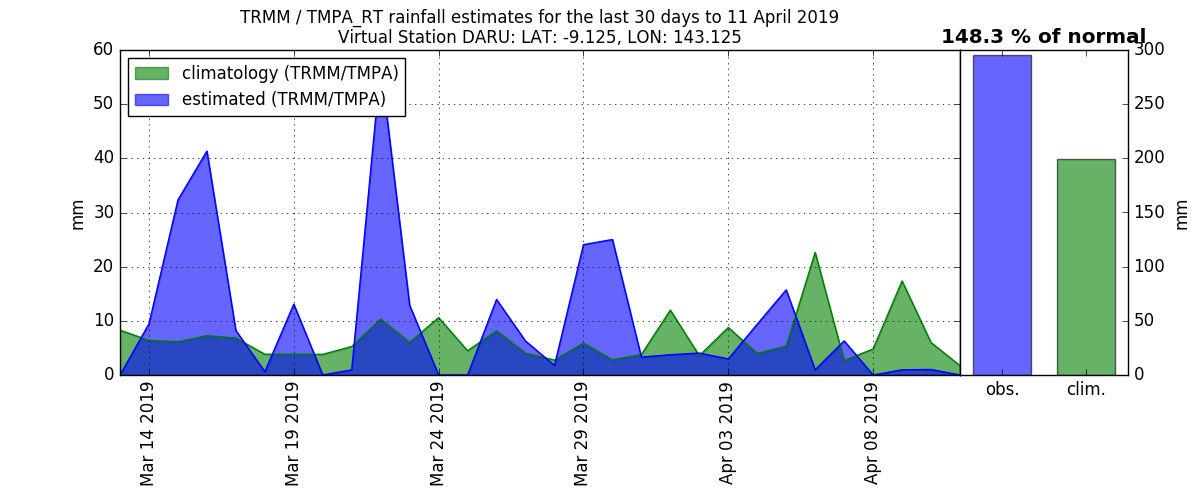 TRMM / TMPA_RT rainfall estimates for the last 30 days to 11 April 2019
Virtual Station DARU: LAT: -9.125, LON: 143.125
148.3 % of normal
climatology (TRMM/TMPA)
estimated (TRMM/TMPA)
60
50
40
30
20
10
0
mm
300
250
200
150
100
50
0
mm
Mar 14 2019
Mar 19 2019
Mar 24 2019
Mar 29 2019
Apr 03 2019
Apr 08 2019
obs.
clim.